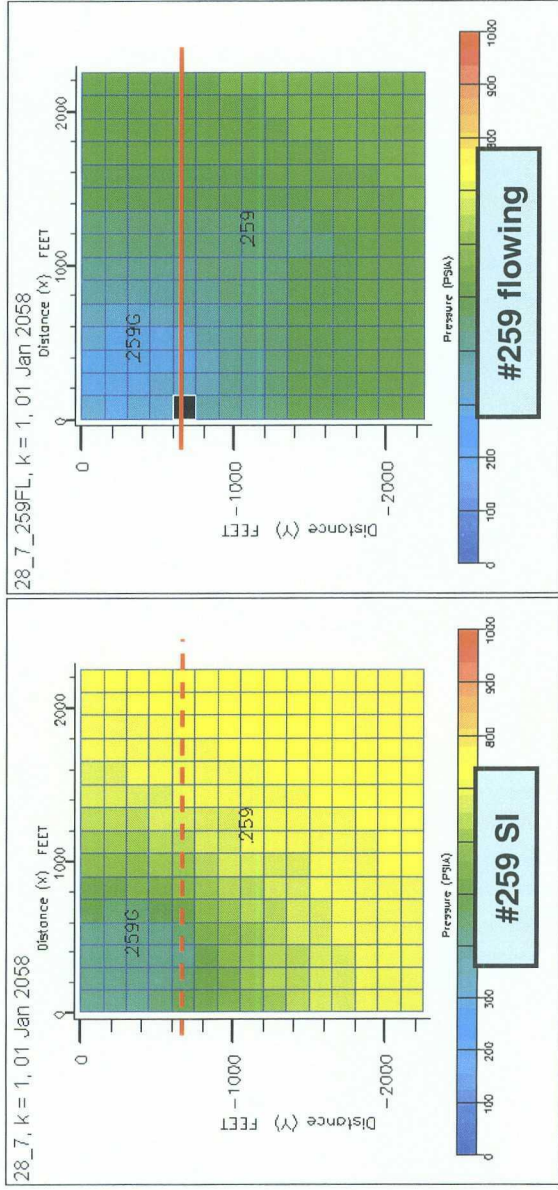 28_7, k = 1, 01 Jan 2058
Distance (X) FEET
0 1000 2000
0
-1000
-2000
Distance (Y) FEET
.259G
.259
Pressure (PSIA)
0 100 200 300 800 900 1000
#259 SI
28_7_259FL, k = 1, 01 Jan 2058
Distance (X) FEET
0 1000 2000
0
-1000
-2000
Distance (Y) FEET
.259G
.259
Pressure (PSIA)
0 100 200 800 900 1000
#259 flowing